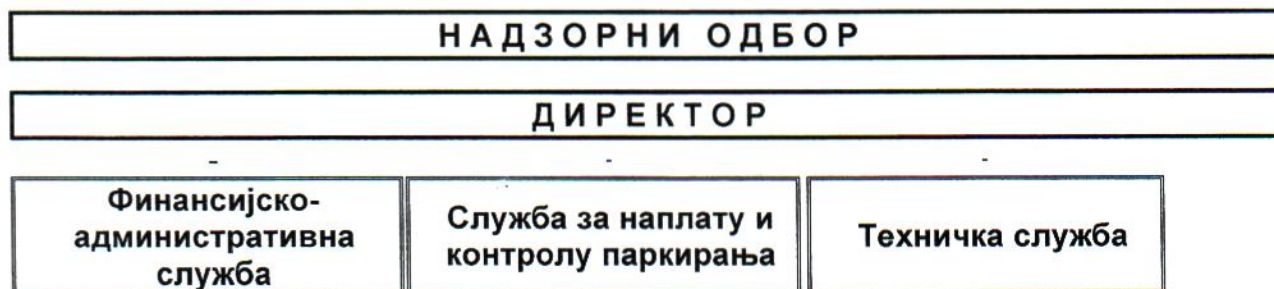 НАДЗОРНИ ОДБОР
ДИРЕКТОР
Финансијско-
административна
служба
Служба за наплату и
контролу паркирања
Техничка служба